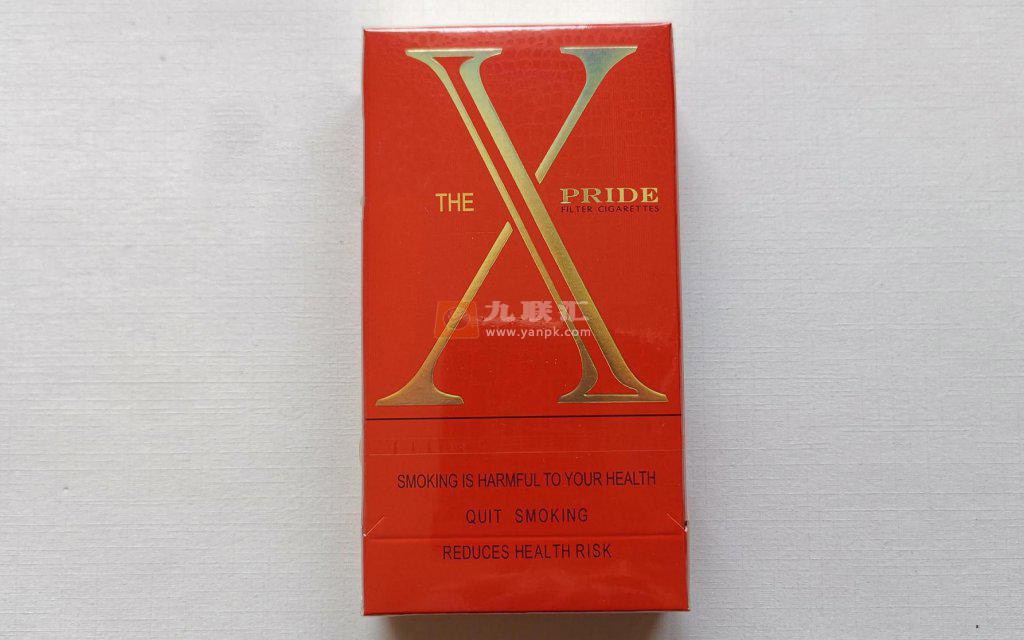 THE X PRIDE
FILTER CIGARETTES
九联汇
www.yanpk.com
SMOKING IS HARMFUL TO YOUR HEALTH
QUIT SMOKING
REDUCES HEALTH RISK